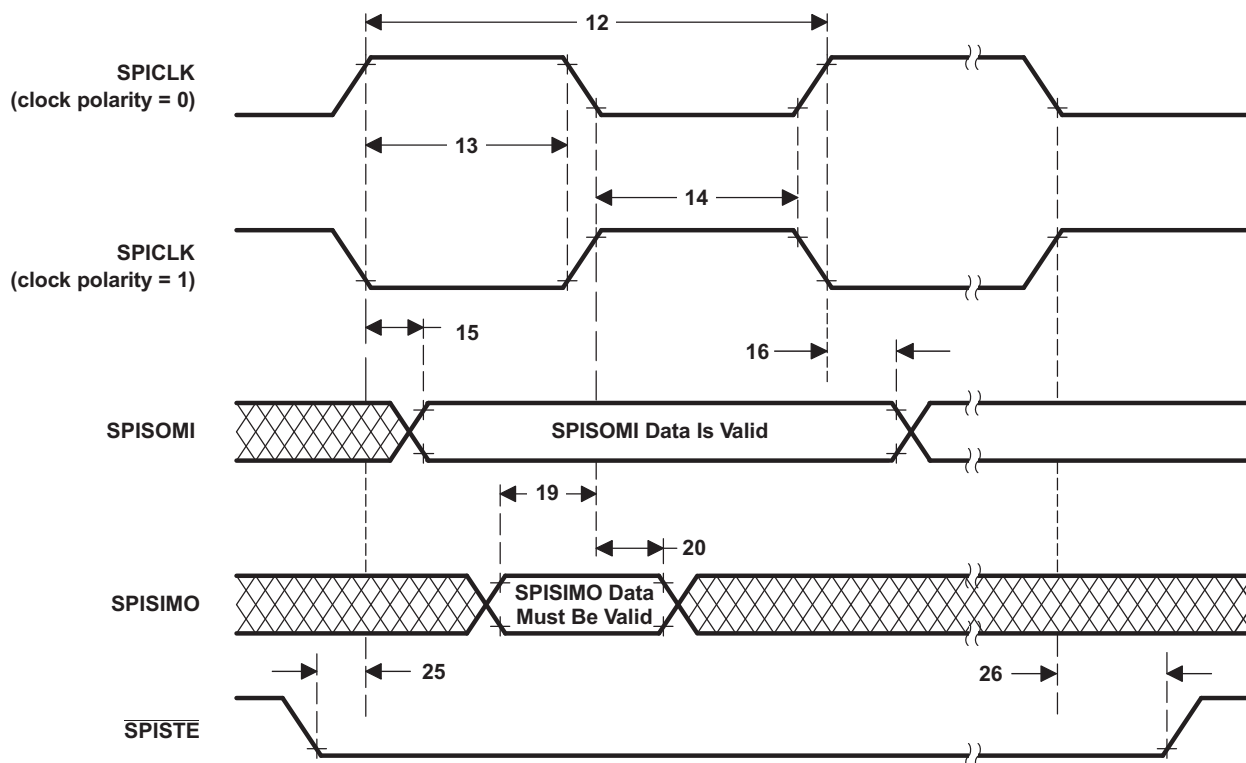 12
SPICLK
(clock polarity = 0)
13
14
SPICLK
(clock polarity = 1)
15
16
SPISOMI
SPISOMI Data Is Valid
19
20
SPISIMO
SPISIMO Data
Must Be Valid
25
26
SPISTE